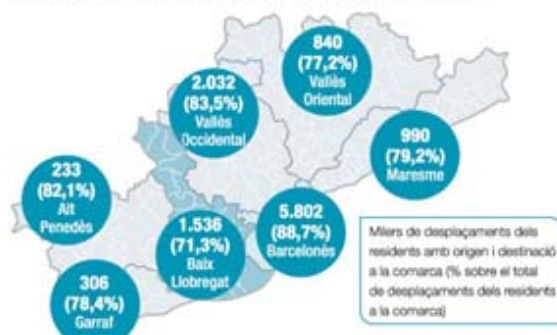 840
(77,2%)
Vallès
Oriental
2.032
(83,5%)
Vallès
Occidental
990
(79,2%)
Maresme
233
(82,1%)
Alt
Penedès
1.536
(71,3%)
Baix
Llobregat
5.802
(88,7%)
Barcelonès
306
(78,4%)
Garraf
Milers de desplaçaments dels
residents amb origen i destinació
a la comarca (% sobre el total
de desplaçaments dels residents
a la comarca)